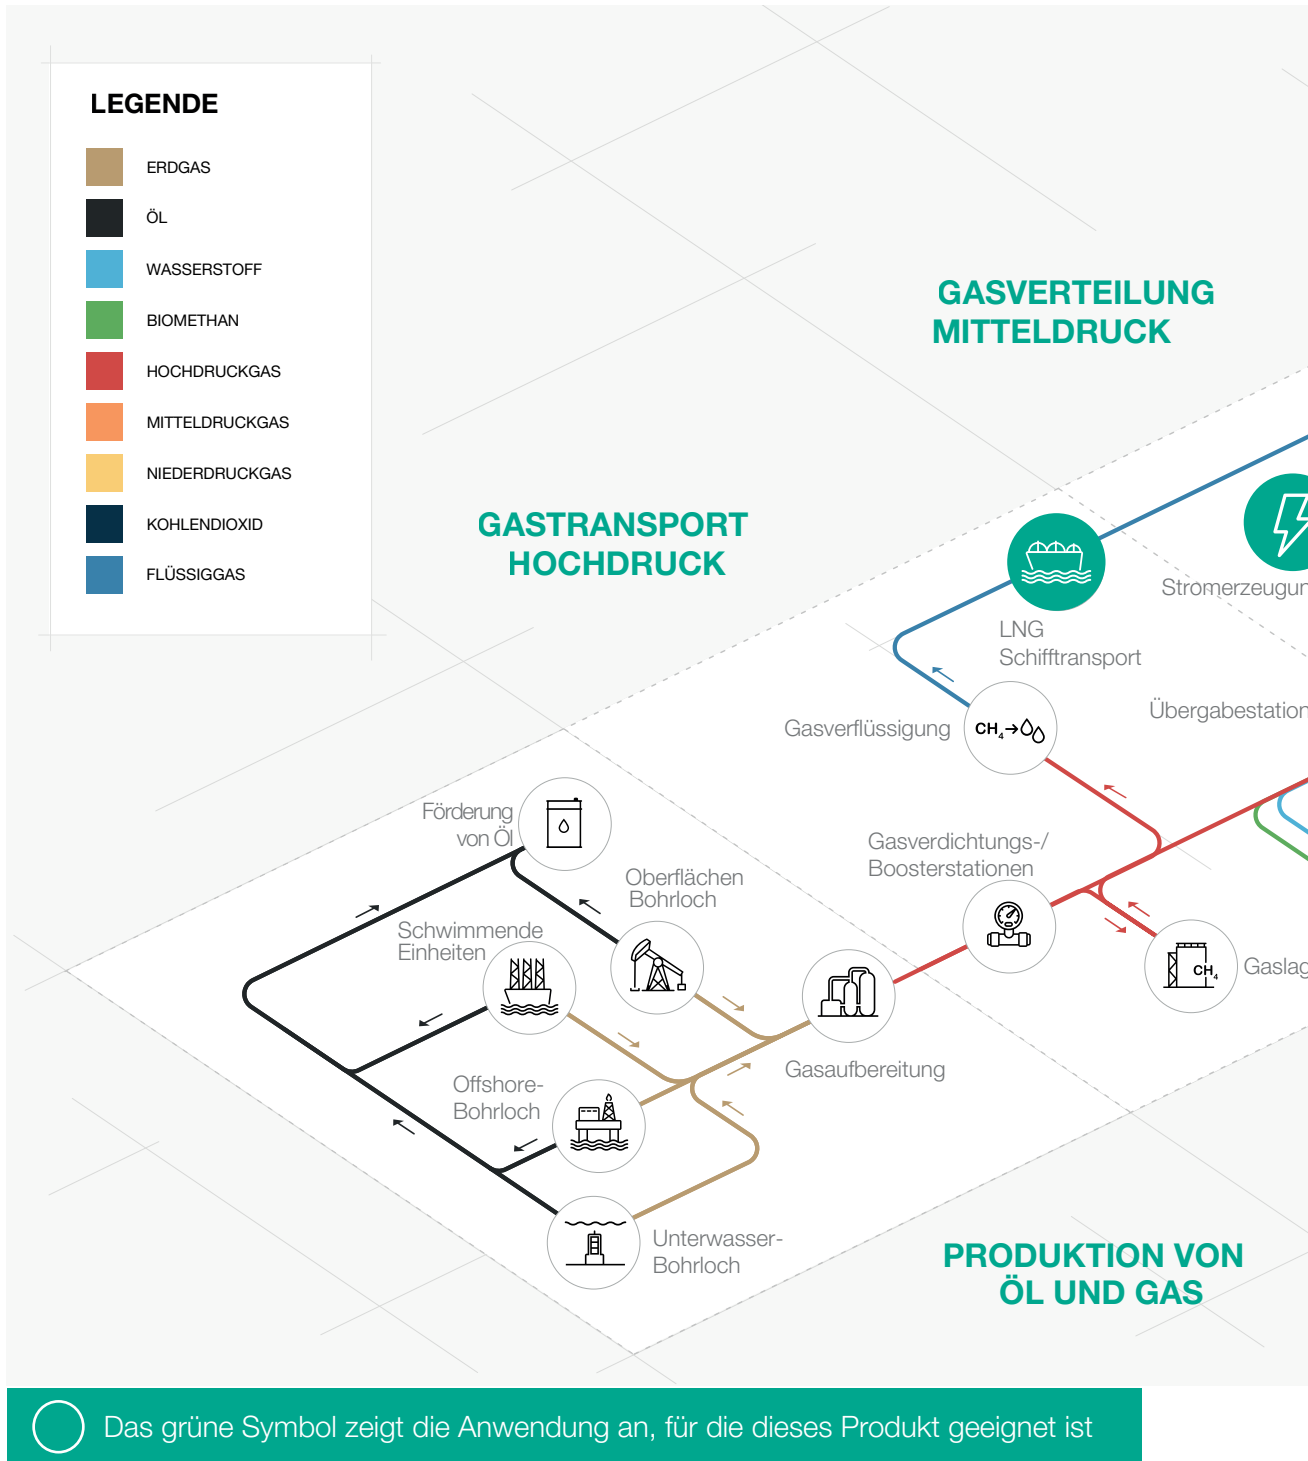 LEGENDE
ERDGAS
ÖL
WASSERSTOFF
BIOMETHAN
HOCHDRUCKGAS
MITTELDRUCKGAS
NIEDERDRUCKGAS
KOHLENDIOXID
FLÜSSIGGAS
GASVERTEILUNG
MITTELDRUCK
GASTRANSPORT
HOCHDRUCK
Stromerzeugun
LNG
Schifftransport
Übergabestation
Gasverflüssigung
CH₄→
Förderung
von Öl
Gasverdichtungs-/
Boosterstationen
Oberflächen
Bohrloch
Schwimmende
Einheiten
CH₄
Gaslag
Gasaufbereitung
Offshore-
Bohrloch
Unterwasser-
Bohrloch
PRODUKTION VON
ÖL UND GAS
Das grüne Symbol zeigt die Anwendung an, für die dieses Produkt geeignet ist